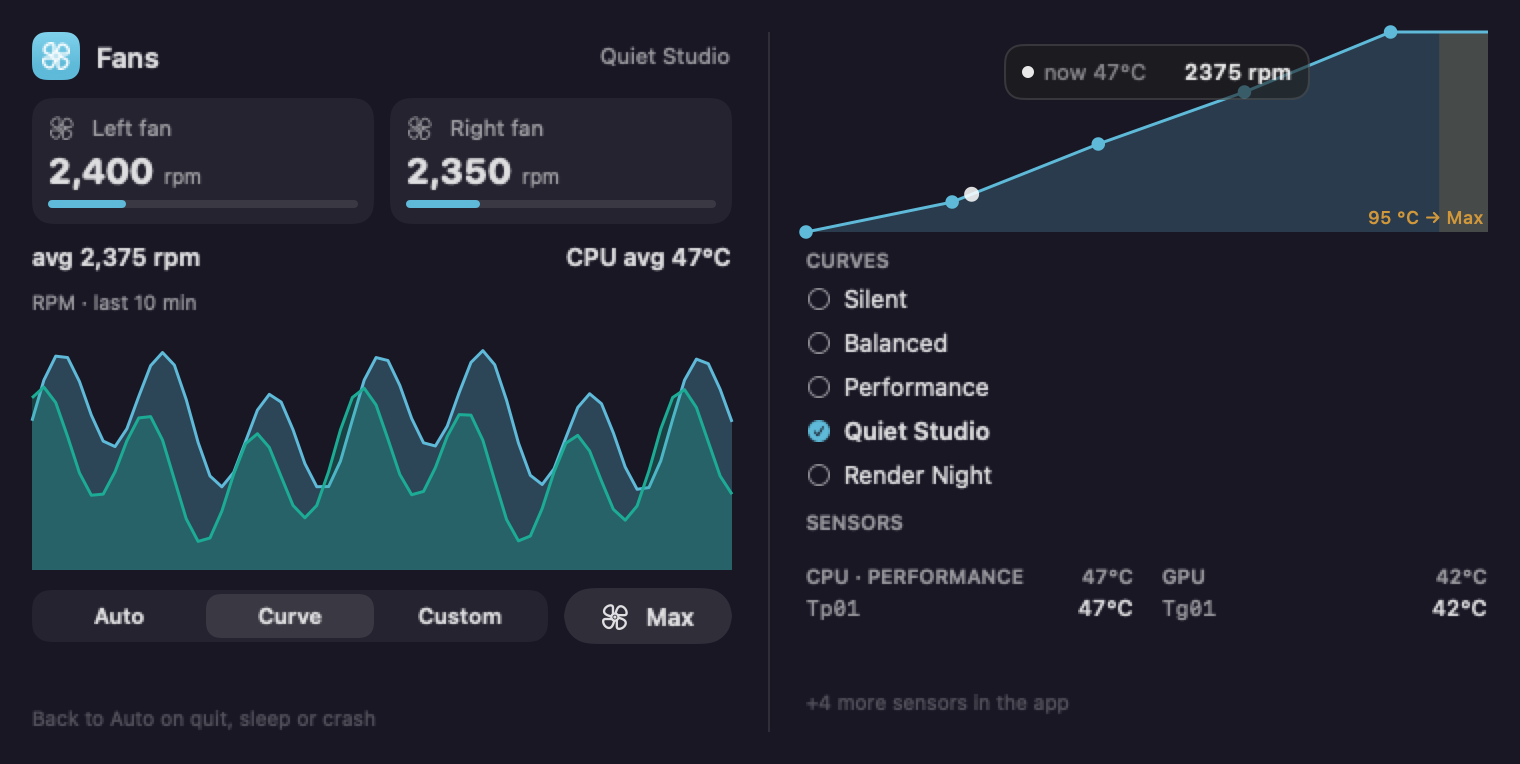 Fans
Quiet Studio
Left fan
2,400 rpm
Right fan
2,350 rpm
avg 2,375 rpm
CPU avg 47°C
RPM · last 10 min
Auto
Curve
Custom
Max
Back to Auto on quit, sleep or crash
now 47°C 2375 rpm
95 °C → Max
CURVES
Silent
Balanced
Performance
Quiet Studio
Render Night
SENSORS
CPU · PERFORMANCE 47°C
Tp01 47°C
GPU 42°C
Tg01 42°C
+4 more sensors in the app